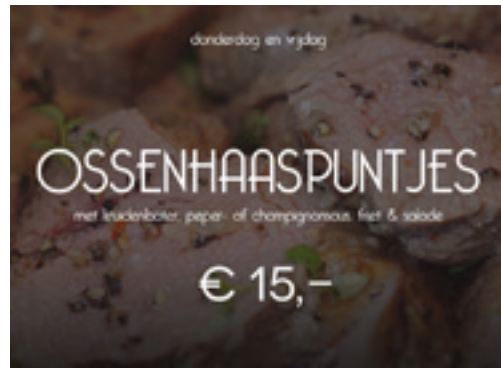 donderdag en vrijdag
OSSENHAASPUNTJES
met kruidenboter, peper- of champignonsaus, friet & salade
€ 15,–